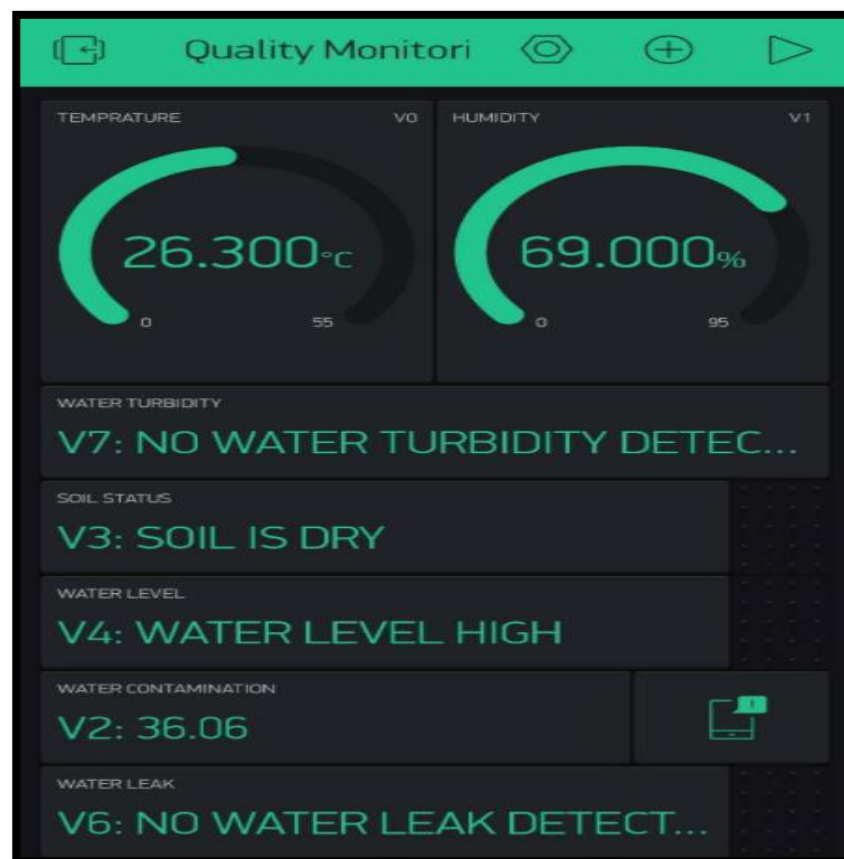 Quality Monitori
TEMPRATURE V0 HUMIDITY V1
26.300°C 69.000%
0 55 0 95
WATER TURBIDITY
V7: NO WATER TURBIDITY DETEC...
SOIL STATUS
V3: SOIL IS DRY
WATER LEVEL
V4: WATER LEVEL HIGH
WATER CONTAMINATION
V2: 36.06
!
WATER LEAK
V6: NO WATER LEAK DETECT...